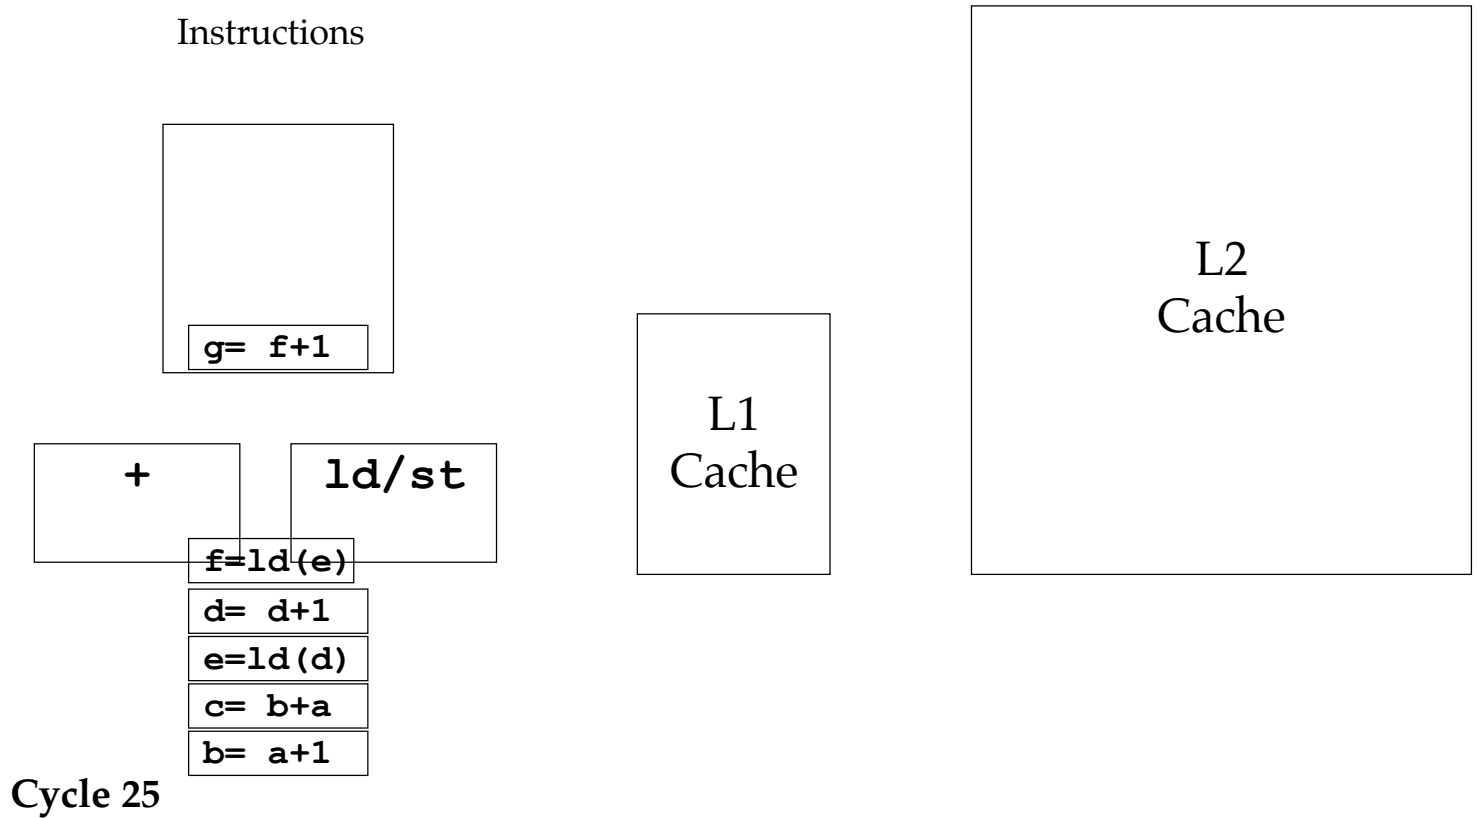 Instructions
g= f+1
+
ld/st
f=ld(e)
d= d+1
e=ld(d)
c= b+a
b= a+1
Cycle 25
L1
Cache
L2
Cache